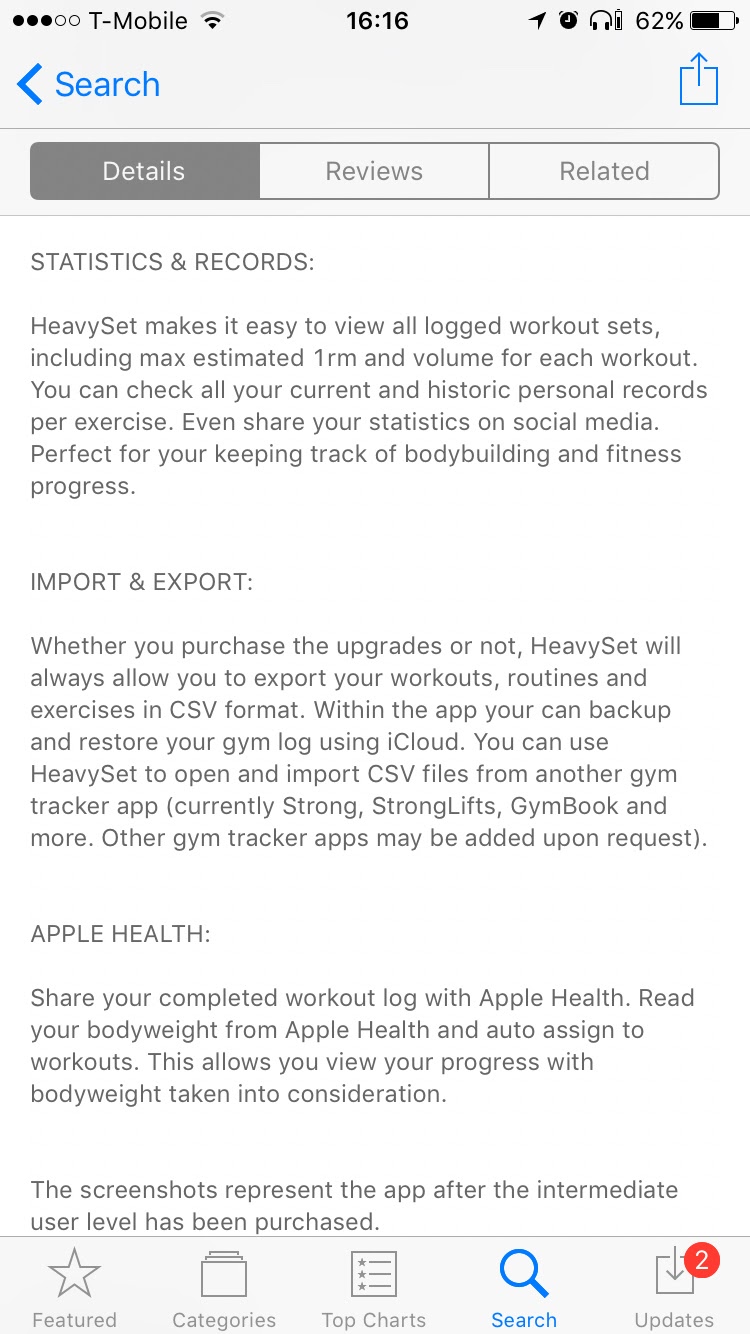 T-Mobile 16:16 62%
Search
Details Reviews Related
STATISTICS & RECORDS:
HeavySet makes it easy to view all logged workout sets,
including max estimated 1rm and volume for each workout.
You can check all your current and historic personal records
per exercise. Even share your statistics on social media.
Perfect for your keeping track of bodybuilding and fitness
progress.
IMPORT & EXPORT:
Whether you purchase the upgrades or not, HeavySet will
always allow you to export your workouts, routines and
exercises in CSV format. Within the app your can backup
and restore your gym log using iCloud. You can use
HeavySet to open and import CSV files from another gym
tracker app (currently Strong, StrongLifts, GymBook and
more. Other gym tracker apps may be added upon request).
APPLE HEALTH:
Share your completed workout log with Apple Health. Read
your bodyweight from Apple Health and auto assign to
workouts. This allows you view your progress with
bodyweight taken into consideration.
The screenshots represent the app after the intermediate
user level has been purchased.
2
Featured Categories Top Charts Search Updates